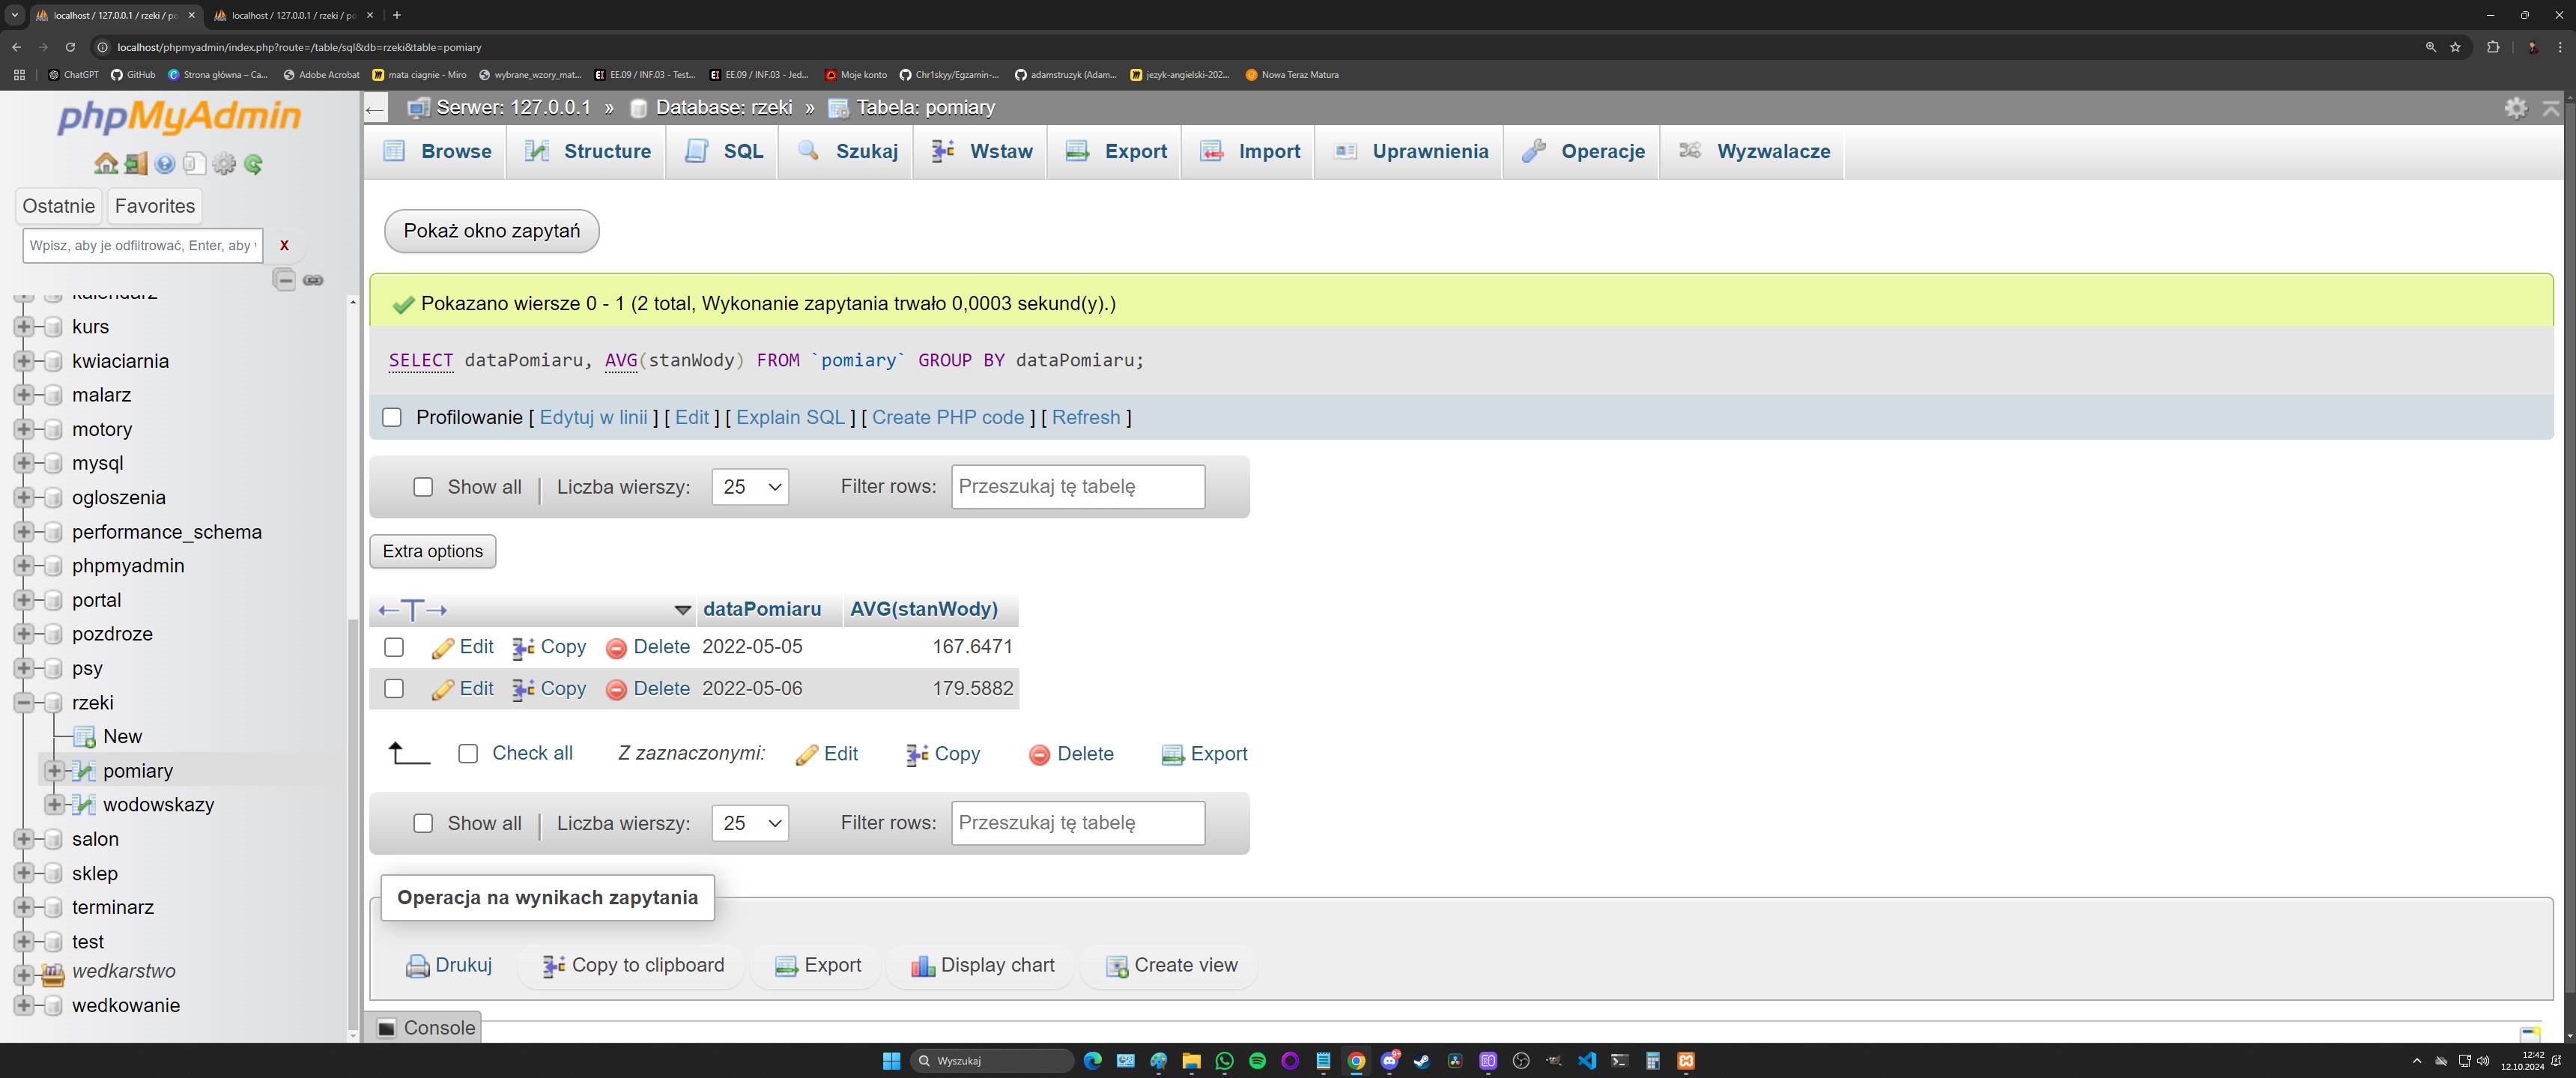 localhost / 127.0.0.1 / rzeki / po
localhost / 127.0.0.1 / rzeki / po
localhost/phpmyadmin/index.php?route=/table/sql&db=rzeki&table=pomiary
ChatGPT
GitHub
Strona główna – Ca...
Adobe Acrobat
mata ciagnie - Miro
wybrane_wzory_mat...
EE.09 / INF.03 - Test...
EE.09 / INF.03 - Jed...
Moje konto
Chr1skyy/Egzamin-...
adamstruzyk (Adam...
jezyk-angielski-202...
Nowa Teraz Matura
phpMyAdmin
Ostatnie
Favorites
Wpisz, aby je odfiltrować, Enter, aby
X
kalendarz
kurs
kwiaciarnia
malarz
motory
mysql
ogloszenia
performance_schema
phpmyadmin
portal
pozdroze
psy
rzeki
New
pomiary
wodowskazy
salon
sklep
terminarz
test
wedkarstwo
wedkowanie
Serwer: 127.0.0.1 » Database: rzeki » Tabela: pomiary
Browse
Structure
SQL
Szukaj
Wstaw
Export
Import
Uprawnienia
Operacje
Wyzwalacze
Pokaż okno zapytań
Pokazano wiersze 0 - 1 (2 total, Wykonanie zapytania trwało 0,0003 sekund(y).)
SELECT dataPomiaru, AVG(stanWody) FROM `pomiary` GROUP BY dataPomiaru;
Profilowanie [ Edytuj w linii ] [ Edit ] [ Explain SQL ] [ Create PHP code ] [ Refresh ]
Show all | Liczba wierszy: 25 Filter rows: Przeszukaj tę tabelę
Extra options
←T→ dataPomiaru AVG(stanWody)
Edit Copy Delete 2022-05-05 167.6471
Edit Copy Delete 2022-05-06 179.5882
Check all Z zaznaczonymi: Edit Copy Delete Export
Show all | Liczba wierszy: 25 Filter rows: Przeszukaj tę tabelę
Operacja na wynikach zapytania
Drukuj
Copy to clipboard
Export
Display chart
Create view
Console
Wyszukaj
9+
12:42
12.10.2024